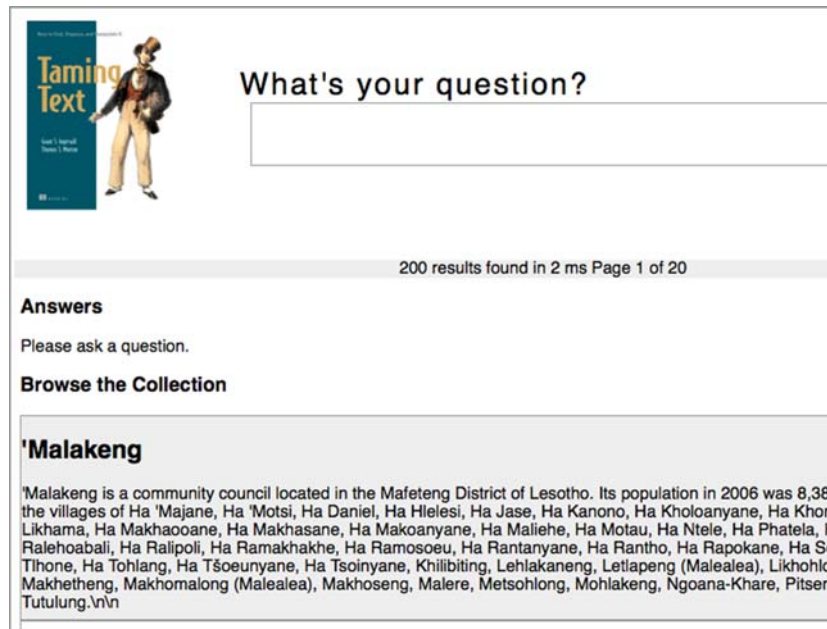 Taming
Text
What's your question?
200 results found in 2 ms Page 1 of 20
Answers
Please ask a question.
Browse the Collection
'Malakeng
'Malakeng is a community council located in the Mafeteng District of Lesotho. Its population in 2006 was 8,38
the villages of Ha 'Majane, Ha 'Motsi, Ha Daniel, Ha Hlelesi, Ha Jase, Ha Kanono, Ha Kholoanyane, Ha Khor
Likhama, Ha Makhaooane, Ha Makhasane, Ha Makoanyane, Ha Maliehe, Ha Motau, Ha Ntele, Ha Phatela,
Ralehoabali, Ha Ralipoli, Ha Ramakhakhe, Ha Ramosoeu, Ha Rantanyane, Ha Rantho, Ha Rapokane, Ha S
Tlhone, Ha Tohlang, Ha Tšoeunyane, Ha Tsoinyane, Khilibiting, Lehlakaneng, Letlapeng (Malealea), Likhohlo
Makhetheng, Makhomalong (Malealea), Makhoseng, Malere, Metsohlong, Mohlakeng, Ngoana-Khare, Pitser
Tutulung.\n\n